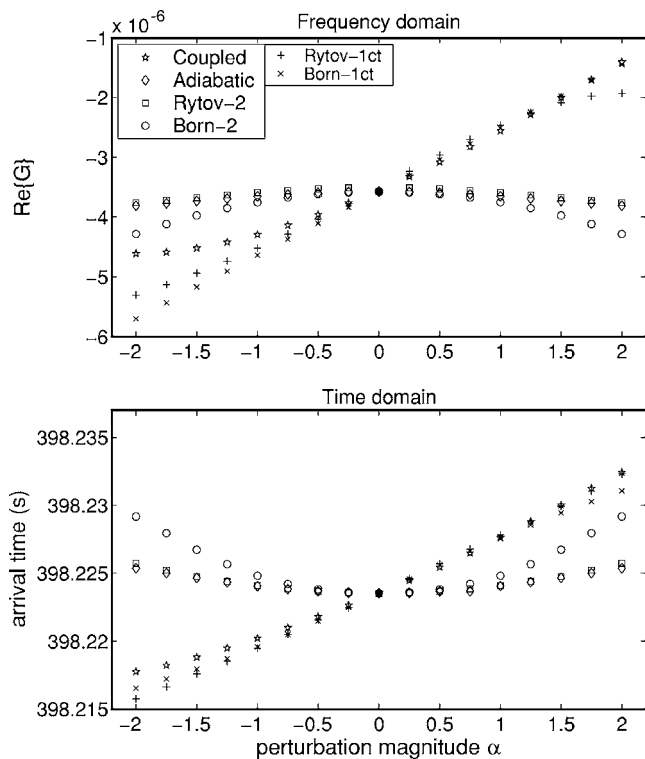 Frequency domain
x 10⁻⁶
Coupled
Adiabatic
Rytov−2
Born−2
Rytov−1ct
Born−1ct
Re{G}
−1
−2
−3
−4
−5
−6
−2 −1.5 −1 −0.5 0 0.5 1 1.5 2
Time domain
arrival time (s)
398.235
398.23
398.225
398.22
398.215
−2 −1.5 −1 −0.5 0 0.5 1 1.5 2
perturbation magnitude α